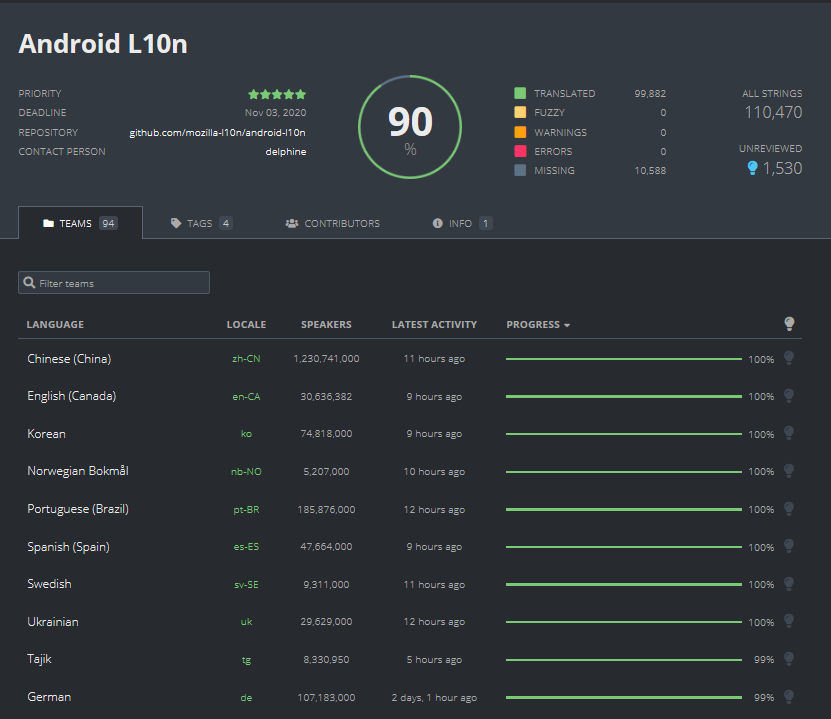 Android L10n
PRIORITY
DEADLINE Nov 03, 2020
REPOSITORY github.com/mozilla-l10n/android-l10n
CONTACT PERSON delphine
90
%
TRANSLATED 99,882
FUZZY 0
WARNINGS 0
ERRORS 0
MISSING 10,588
ALL STRINGS
110,470
UNREVIEWED
1,530
TEAMS 94 TAGS 4 CONTRIBUTORS INFO 1
Filter teams
LANGUAGE LOCALE SPEAKERS LATEST ACTIVITY PROGRESS
Chinese (China) zh-CN 1,230,741,000 11 hours ago 100%
English (Canada) en-CA 30,636,382 9 hours ago 100%
Korean ko 74,818,000 9 hours ago 100%
Norwegian Bokmål nb-NO 5,207,000 10 hours ago 100%
Portuguese (Brazil) pt-BR 185,876,000 12 hours ago 100%
Spanish (Spain) es-ES 47,664,000 9 hours ago 100%
Swedish sv-SE 9,311,000 11 hours ago 100%
Ukrainian uk 29,629,000 12 hours ago 100%
Tajik tg 8,330,950 5 hours ago 99%
German de 107,183,000 2 days, 1 hour ago 99%